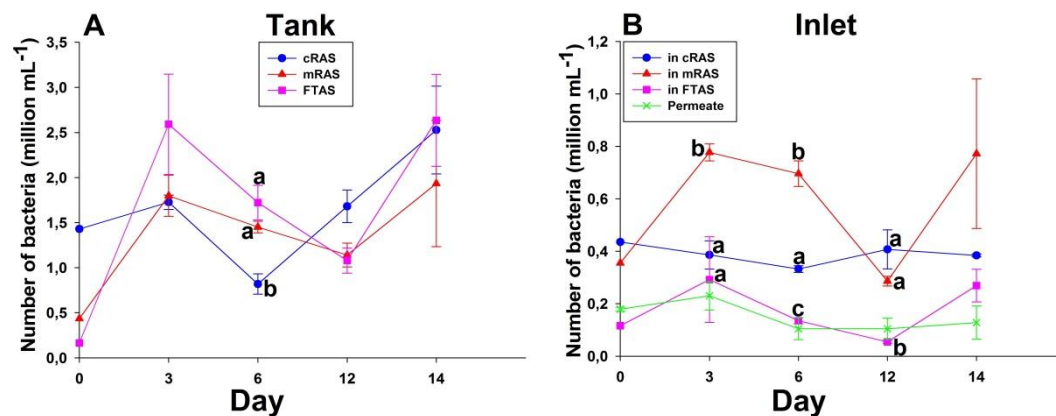 A
Tank
Number of bacteria (million mL-1)
3,5
3,0
2,5
2,0
1,5
1,0
0,5
0,0
cRAS
mRAS
FTAS
a
a
b
0
3
6
12
14
Day
B
Inlet
Number of bacteria (million mL-1)
1,2
1,0
0,8
0,6
0,4
0,2
0,0
in cRAS
in mRAS
in FTAS
Permeate
b
b
a
a
a
a
a
c
b
0
3
6
12
14
Day